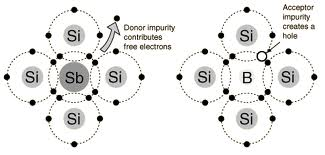 Si
Donor impurity
contributes
free electrons
Si
Sb
Si
Si
Acceptor
impurity
creates a
hole
Si
Si
B
Si
Si